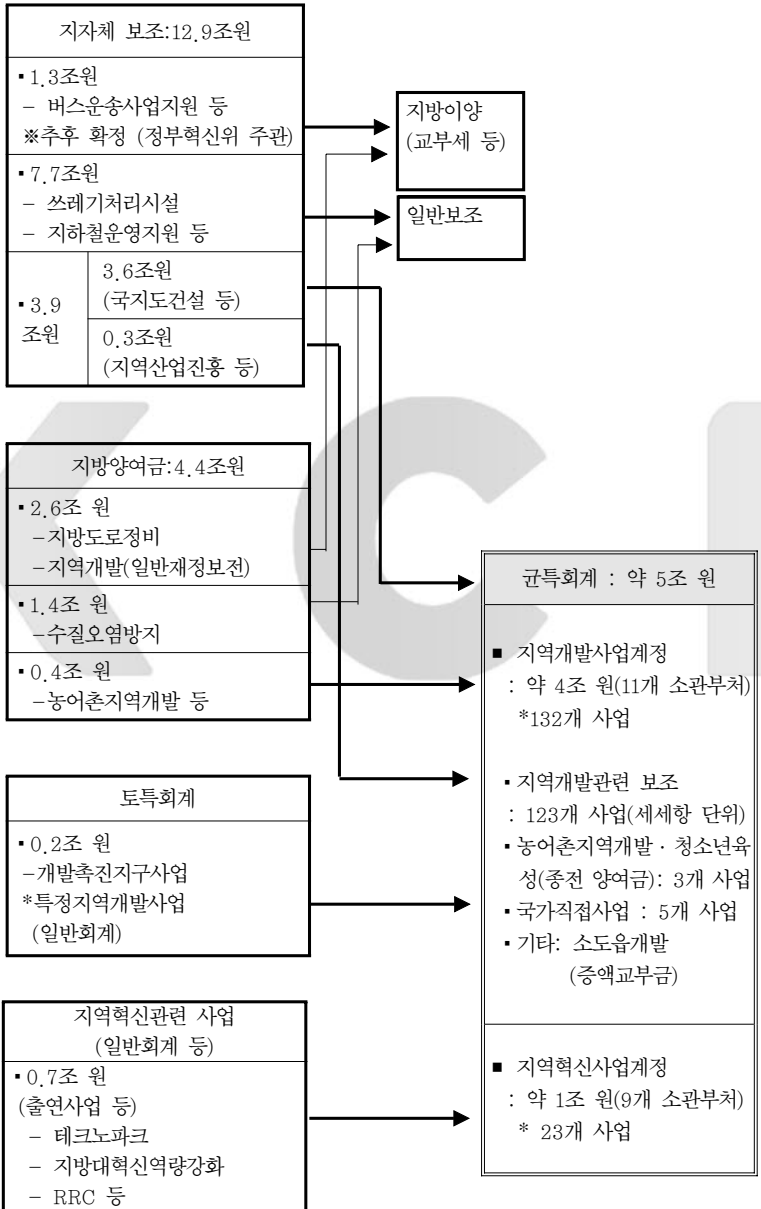 지자체 보조:12.9조원
▪1.3조원
- 버스운송사업지원 등
※추후 확정 (정부혁신위 주관)
▪7.7조원
- 쓰레기처리시설
- 지하철운영지원 등
▪3.9
조원
3.6조원
(국지도건설 등)
0.3조원
(지역산업진흥 등)
지방이양
(교부세 등)
일반보조
지방양여금:4.4조원
▪2.6조 원
-지방도로정비
-지역개발(일반재정보전)
▪1.4조 원
-수질오염방지
▪0.4조 원
-농어촌지역개발 등
토특회계
▪0.2조 원
-개발촉진지구사업
*특정지역개발사업
(일반회계)
지역혁신관련 사업
(일반회계 등)
▪0.7조 원
(출연사업 등)
- 테크노파크
- 지방대혁신역량강화
- RRC 등
균특회계 : 약 5조 원
■ 지역개발사업계정
: 약 4조 원(11개 소관부처)
*132개 사업
▪지역개발관련 보조
: 123개 사업(세세항 단위)
▪농어촌지역개발 · 청소년육
성(종전 양여금): 3개 사업
▪국가직접사업 : 5개 사업
▪기타: 소도읍개발
(증액교부금)
■ 지역혁신사업계정
: 약 1조 원(9개 소관부처)
* 23개 사업
KCI